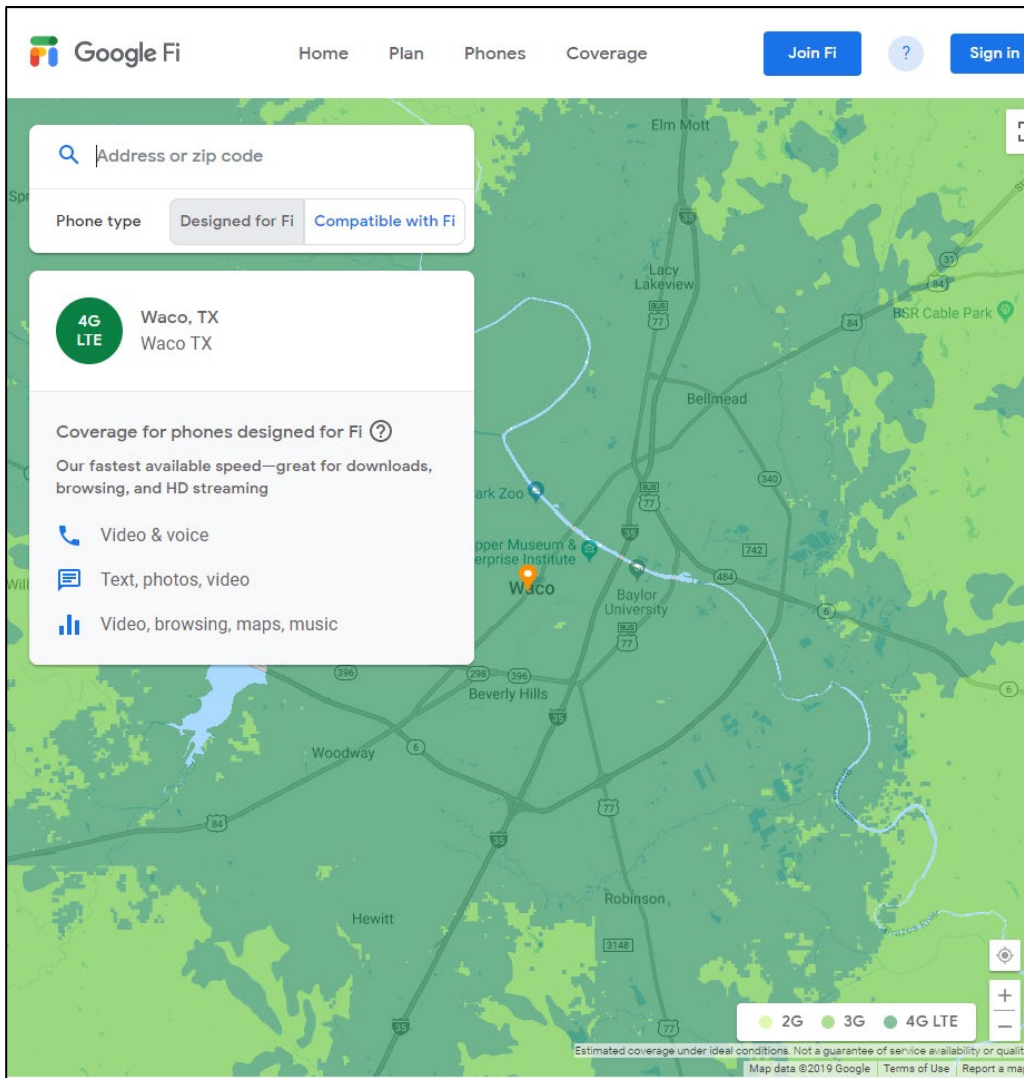 Google Fi
Home Plan Phones Coverage
Join Fi
?
Sign in
Address or zip code
Phone type
Designed for Fi
Compatible with Fi
4G
LTE
Waco, TX
Waco TX
Coverage for phones designed for Fi ?
Our fastest available speed—great for downloads,
browsing, and HD streaming
Video & voice
Text, photos, video
Video, browsing, maps, music
Elm Mott
35
31
84
Lacy
Lakeview
BUS
77
84
BSR Cable Park
Bellmead
340
ark Zoo
BUS
77
35
pper Museum &
erprise Institute
742
Waco
484
Baylor
University
6
BUS
77
396
298
396
6
Beverly Hills
35
Woodway
6
77
84
35
Robinson
Hewitt
3148
35
77
2G 3G 4G LTE
+
−
Estimated coverage under ideal conditions. Not a guarantee of service availability or qualit
Map data ©2019 Google Terms of Use Report a map